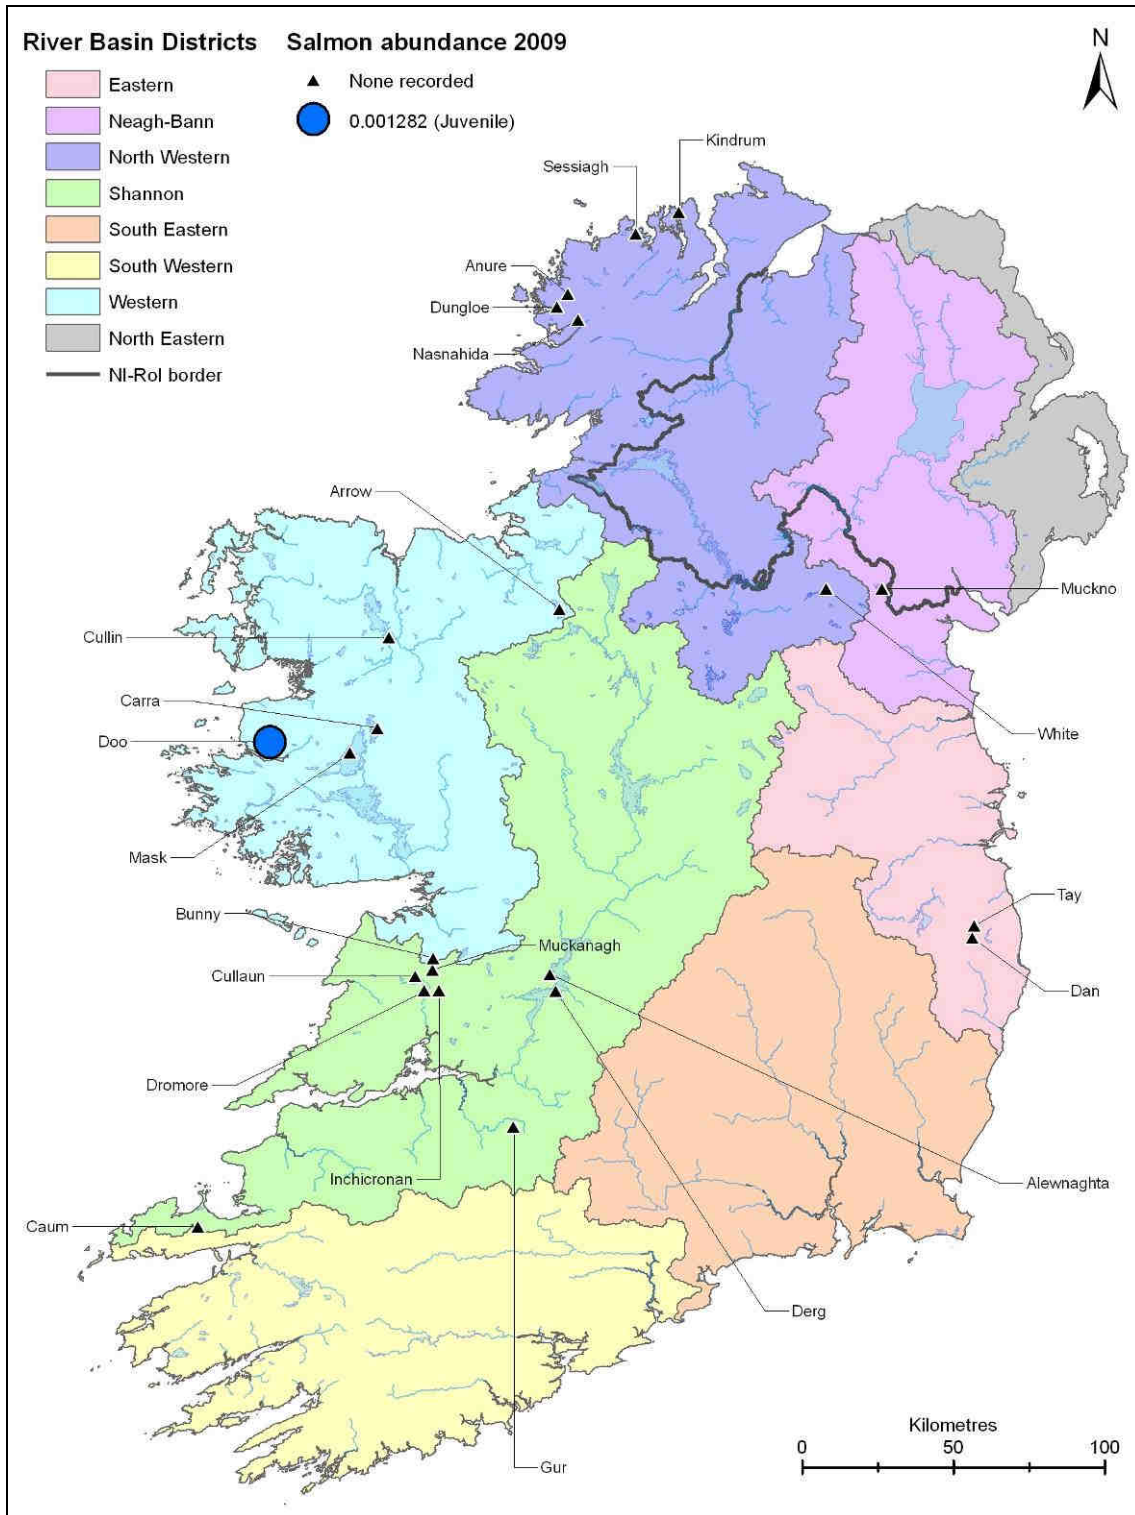 River Basin Districts
Eastern
Neagh-Bann
North Western
Shannon
South Eastern
South Western
Western
North Eastern
NI-RoI border
Salmon abundance 2009
None recorded
0.001282 (Juvenile)
N
Kindrum
Sessiagh
Anure
Dungloe
Nasnahida
Arrow
Muckno
Cullin
Carra
Doo
White
Mask
Tay
Bunny
Muckanagh
Cullaun
Dan
Dromore
Inchicronan
Alewnaghta
Caum
Derg
Gur
Kilometres
0 50 100